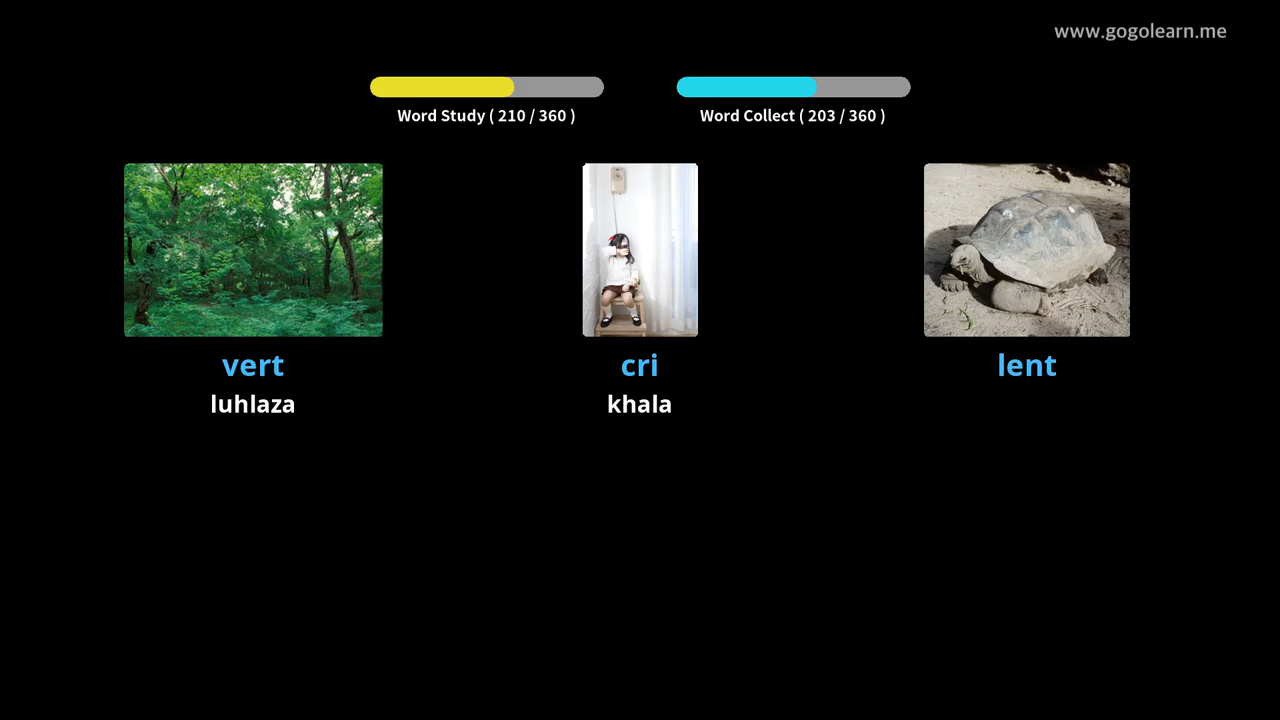 www.gogolearn.me
Word Study ( 210 / 360 )
Word Collect ( 203 / 360 )
vert
cri
lent
luhlaza
khala